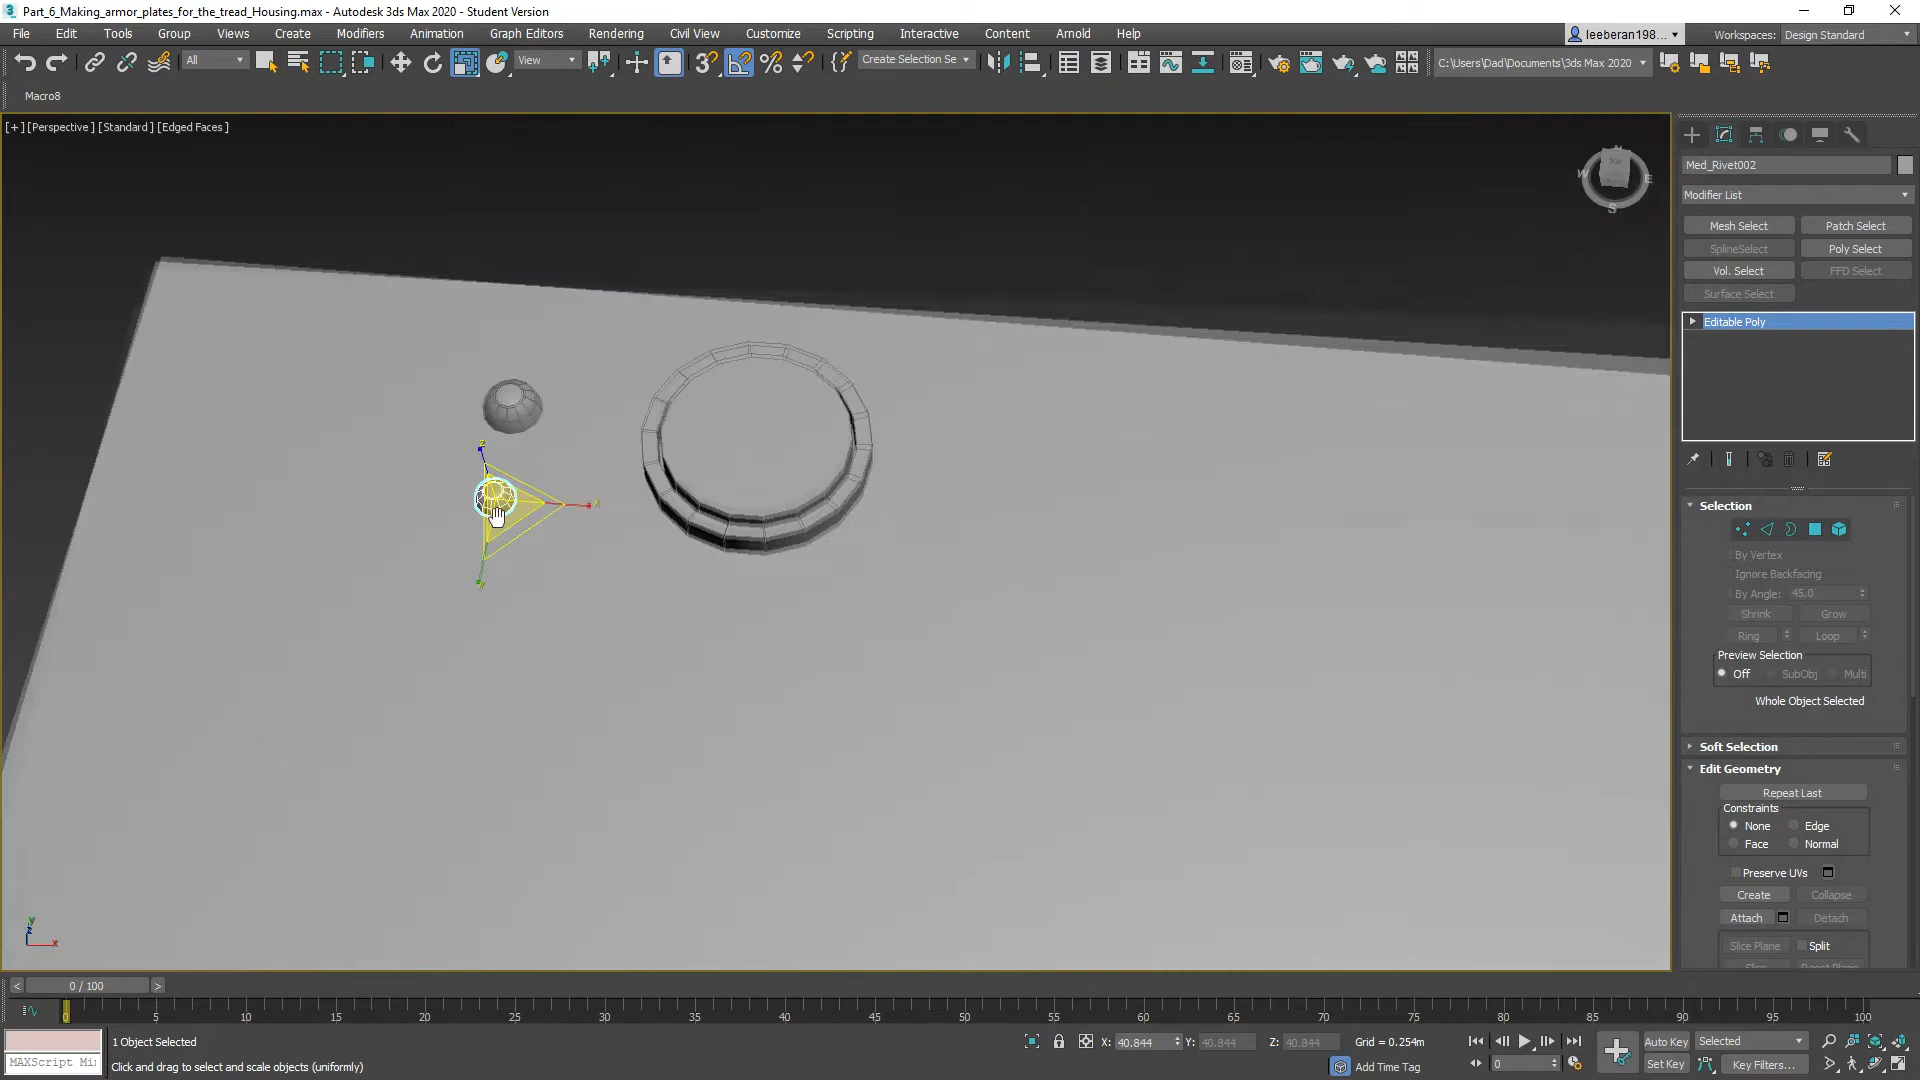 Part_6_Making_armor_plates_for_the_tread_Housing.max - Autodesk 3ds Max 2020 - Student Version
File Edit Tools Group Views Create Modifiers Animation Graph Editors Rendering Civil View Customize Scripting Interactive Content Arnold Help
leeberan198... Workspaces: Design Standard
All View Create Selection Se C:\Users\Dad\Documents\3ds Max 2020
Macro8
[+] [Perspective] [Standard] [Edged Faces]
Med_Rivet002
Modifier List
Mesh Select Patch Select
SplineSelect Poly Select
Vol. Select FFD Select
Surface Select
Editable Poly
Selection
By Vertex
Ignore Backfacing
By Angle: 45.0
Shrink Grow
Ring Loop
Preview Selection
Off SubObj Multi
Whole Object Selected
Soft Selection
Edit Geometry
Repeat Last
Constraints
None Edge
Face Normal
Preserve UVs
Create Collapse
Attach Detach
Slice Plane Split
TOP
N
W
E
S
z
x
y
y
z
x
< 0 / 100 >
0 5 10 15 20 25 30 35 40 45 50 55 60 65 70 75 80 85 90 95 100
1 Object Selected X: 40.844 Y: 40.844 Z: 40.844 Grid = 0.254m Auto Key Selected
MAXScript Mi Click and drag to select and scale objects (uniformly) Add Time Tag 0 Set Key Key Filters...